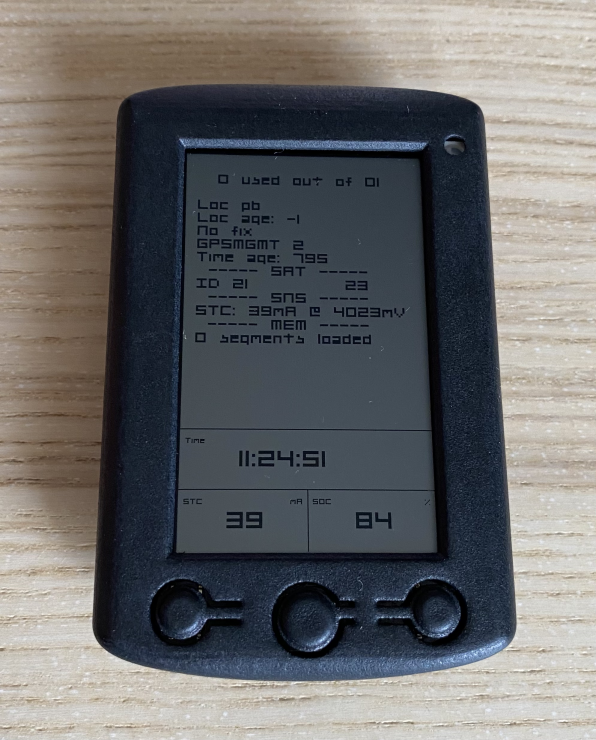 0 used out of 01
Loc pb
Loc age: -1
No fix
GPSMGMT 2
Time age: 795
----- SAT -----
ID 21 23
----- SNS -----
STC: 39mA @ 4023mV
----- MEM -----
0 segments loaded
Time
11:24:51
STC mA SOC %
39 84